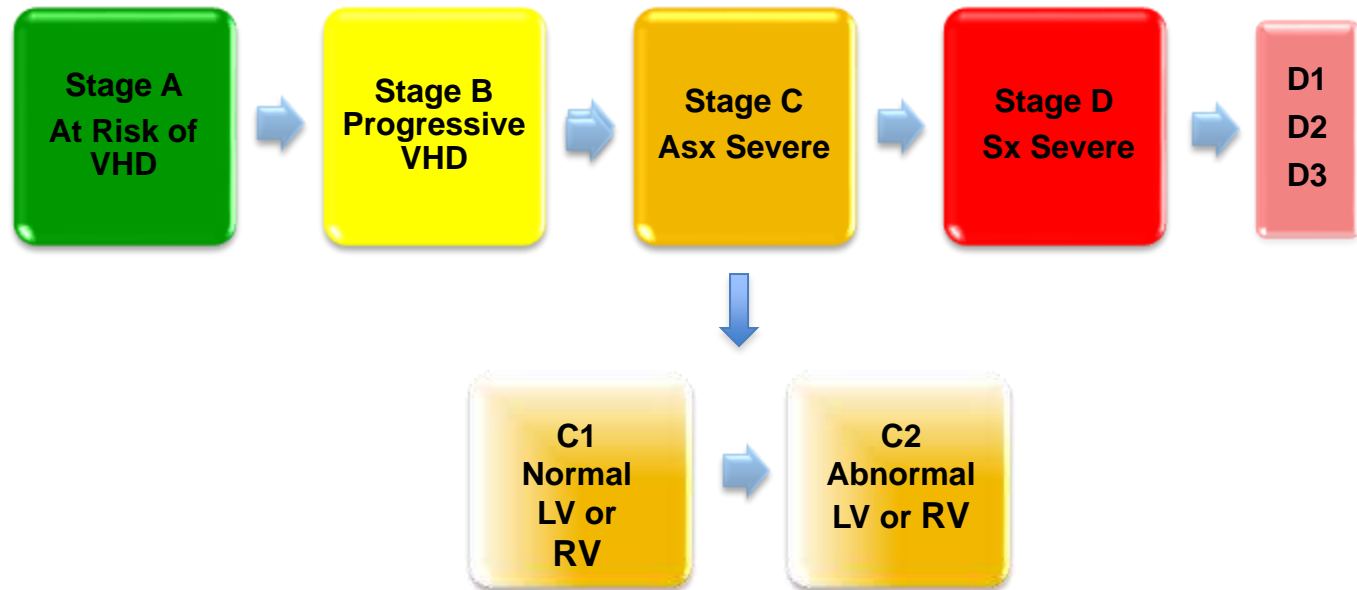 Stage A
At Risk of
VHD
Stage B
Progressive
VHD
Stage C
Asx Severe
Stage D
Sx Severe
D1
D2
D3
C1
Normal
LV or
RV
C2
Abnormal
LV or RV